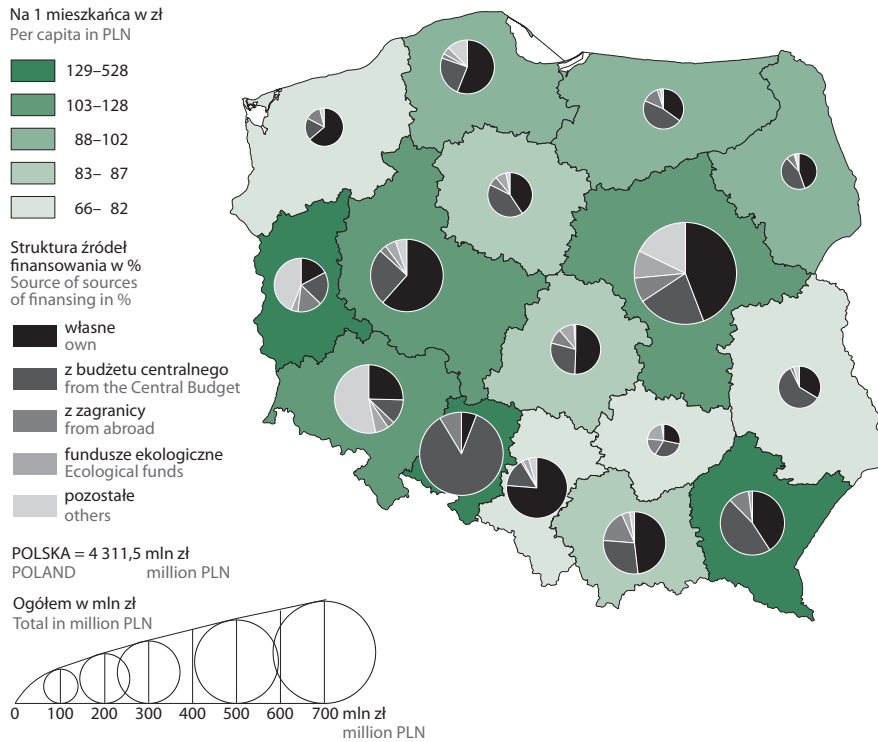 Na 1 mieszkańca w zł
Per capita in PLN
129–528
103–128
88–102
83– 87
66– 82
Struktura źródeł
finansowania w %
Source of sources
of finansing in %
własne
own
z budżetu centralnego
from the Central Budget
z zagranicy
from abroad
fundusze ekologiczne
Ecological funds
pozostałe
others
POLSKA = 4 311,5 mln zł
POLAND million PLN
Ogółem w mln zł
Total in million PLN
0 100 200 300 400 500 600 700 mln zł
million PLN